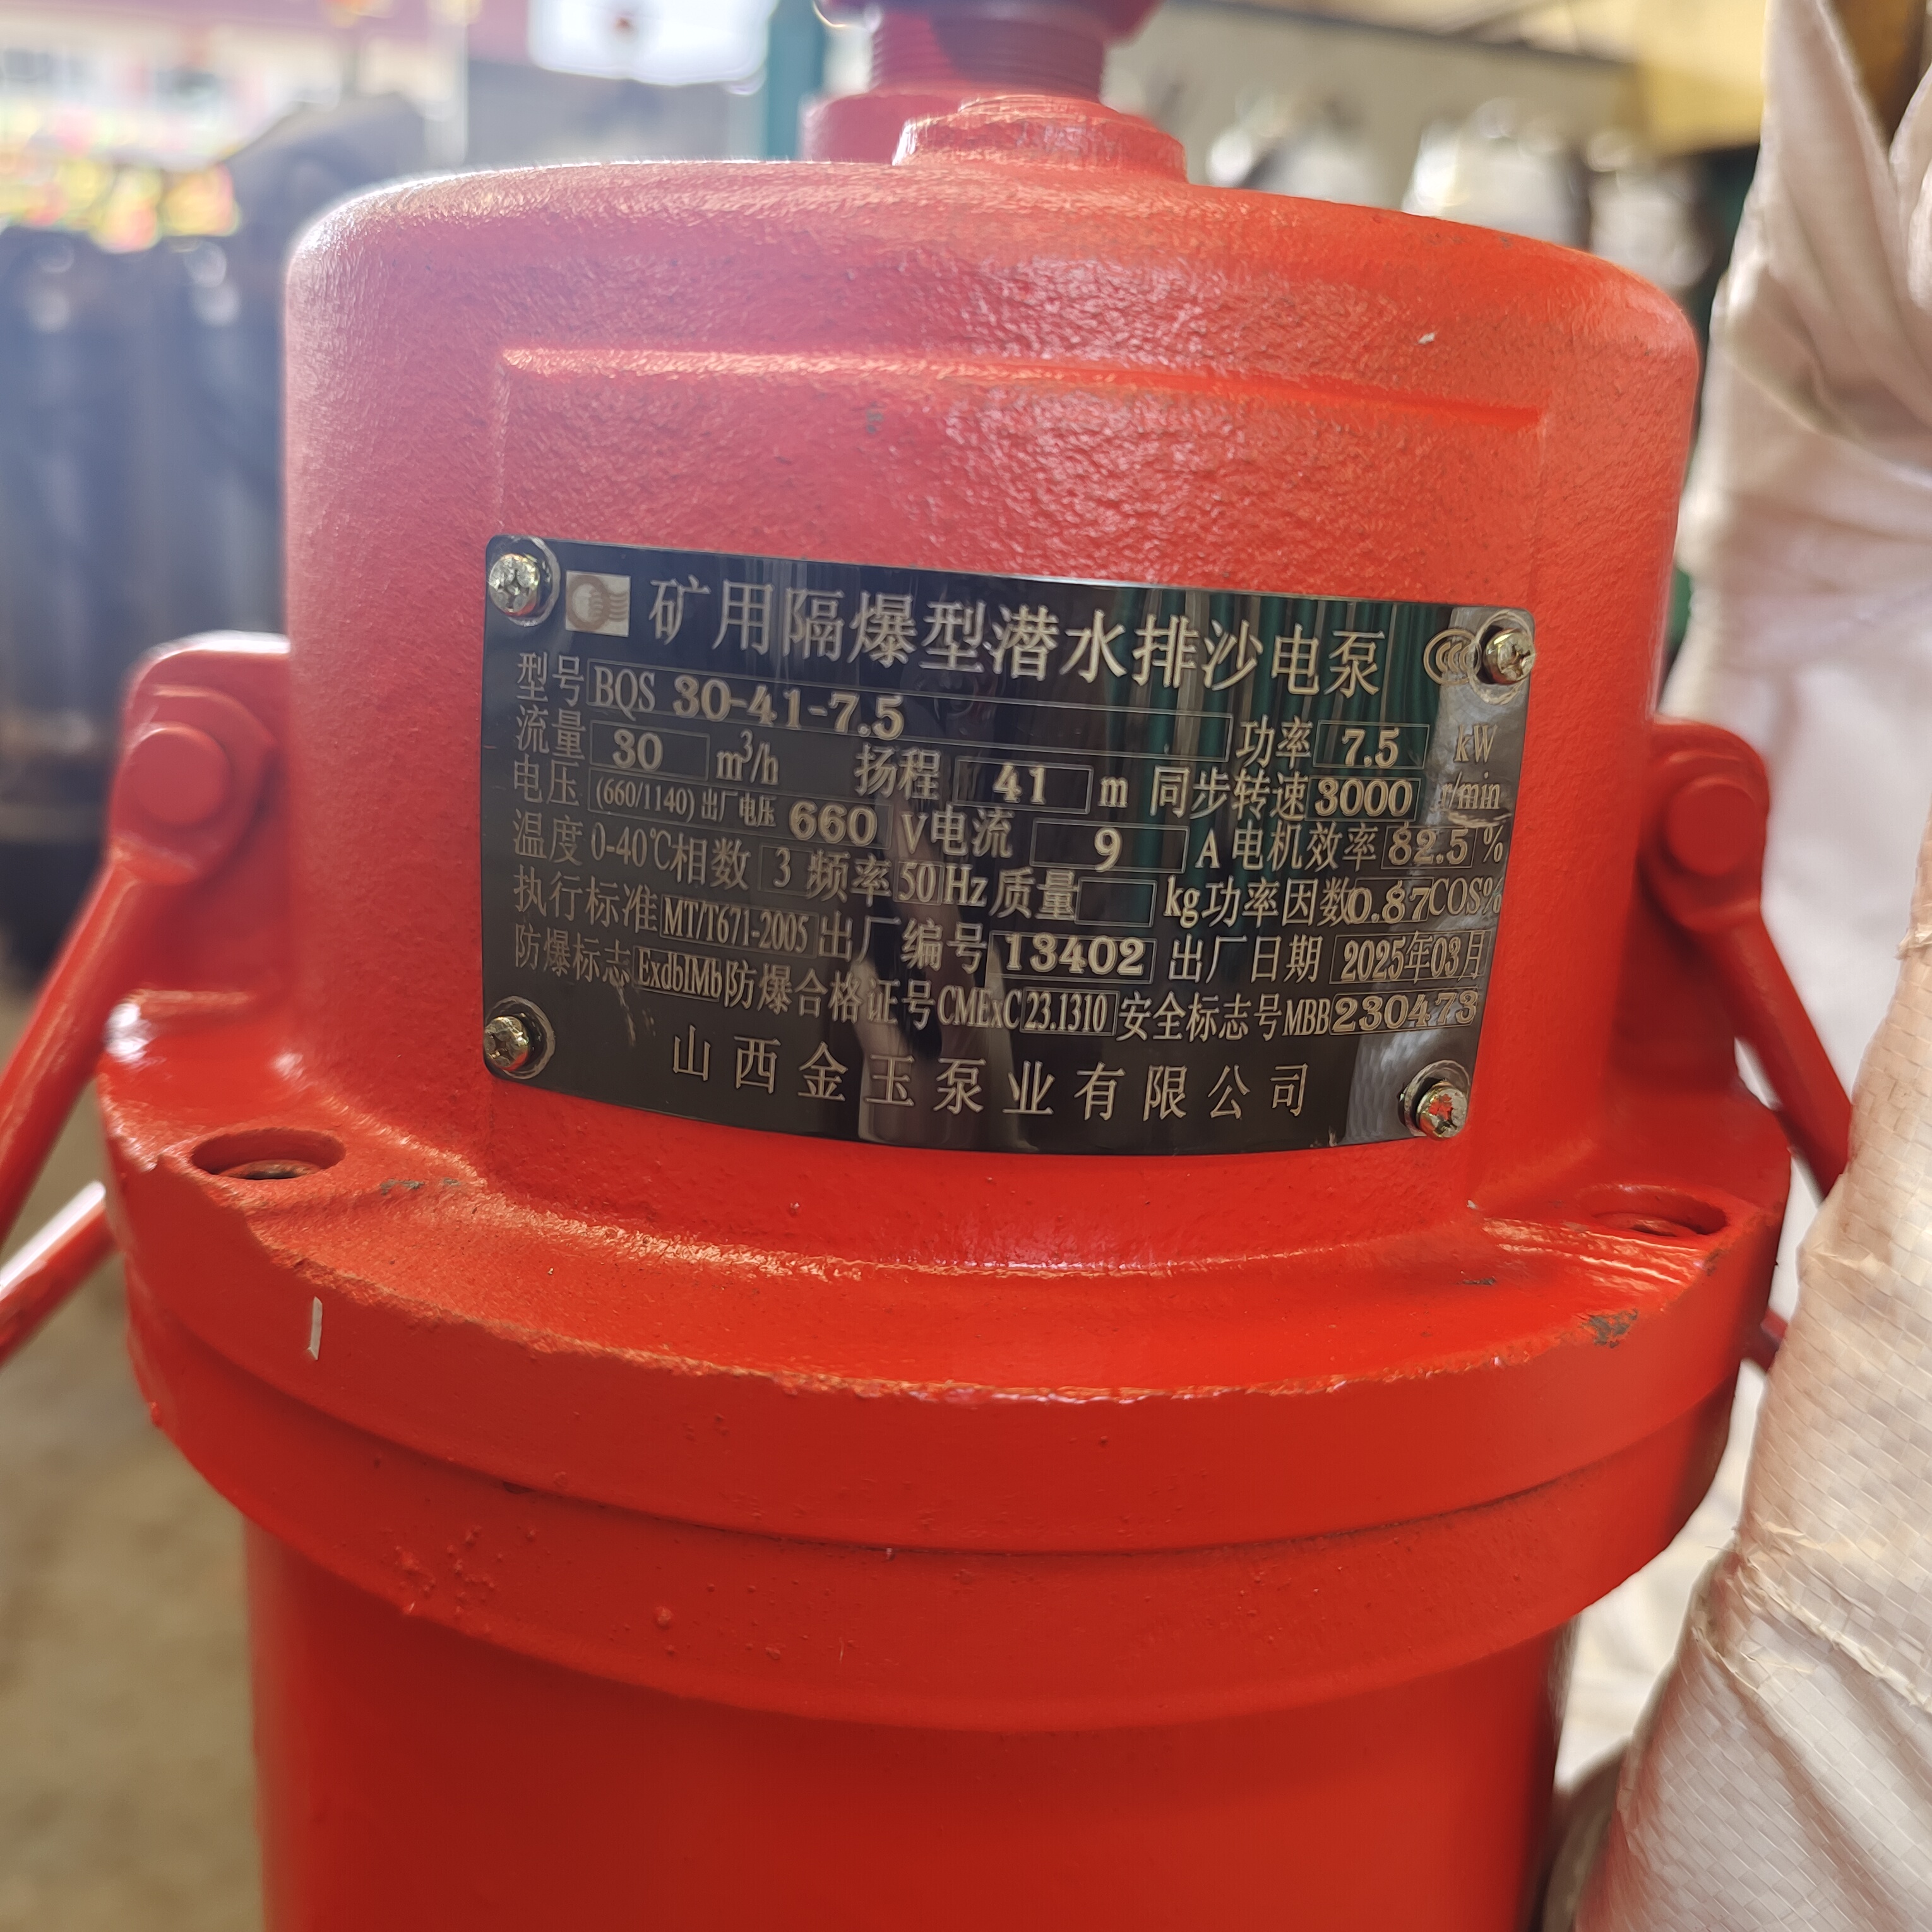 矿用隔爆型潜水排沙电泵
型号 BQS 30-41-7.5 功率 7.5 kW
流量 30 m³/h 扬程 41 m 同步转速 3000 r/min
电压 (660/1140) 出厂电压 660 V 电流 9 A 电机效率 82.5 %
温度 0-40℃ 相数 3 频率 50 Hz 质量 kg 功率因数 0.87 COS%
执行标准 MT/T671-2005 出厂编号 13402 出厂日期 2025年03月
防爆标志 ExdbIMb 防爆合格证号 CMExC 23.1310 安全标志号 MBB230473
山西金玉泵业有限公司